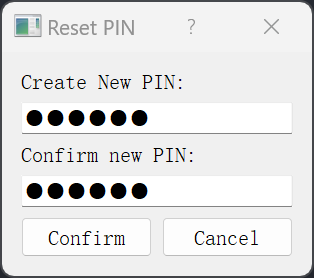 Reset PIN ?
Create New PIN:
●●●●●●
Confirm new PIN:
●●●●●●
Confirm Cancel